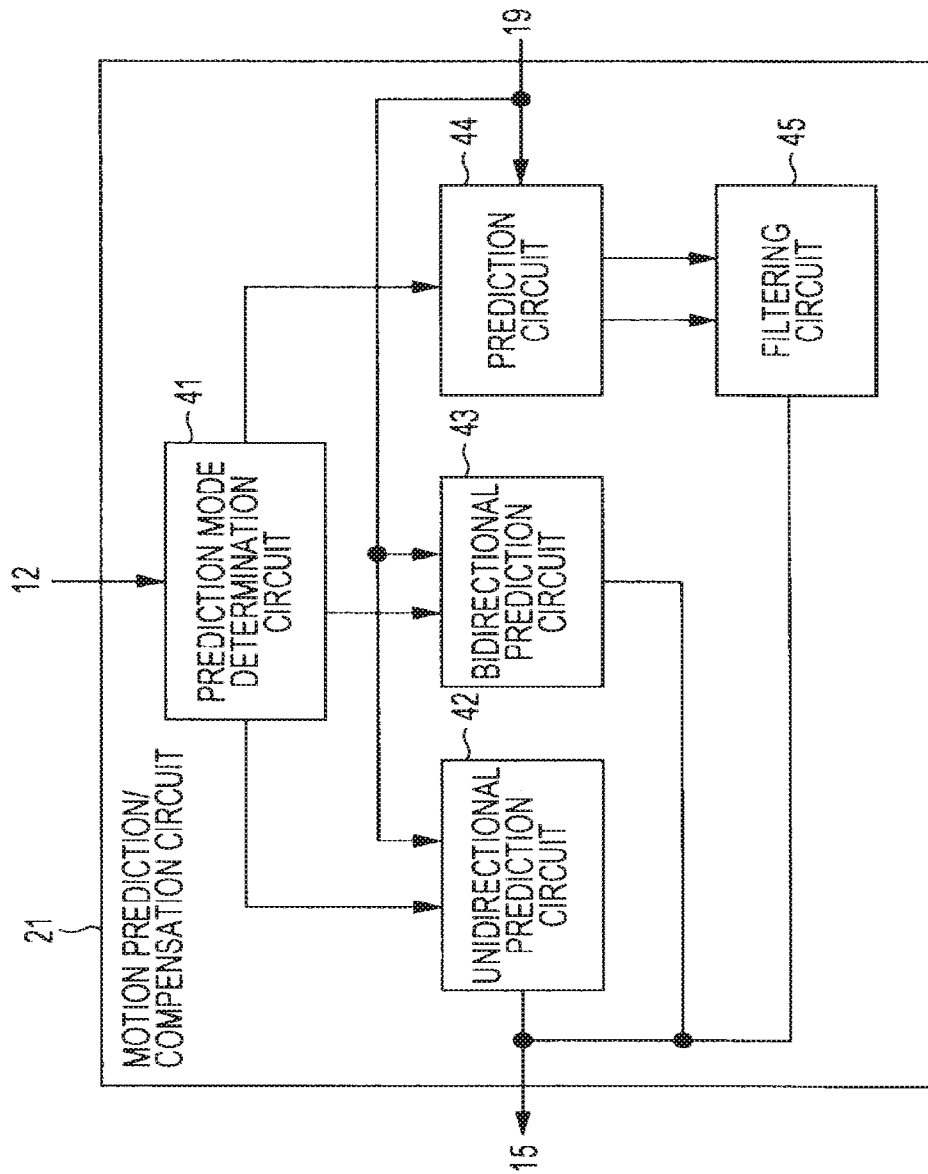 21
MOTION PREDICTION/
COMPENSATION CIRCUIT
12
41
PREDICTION MODE
DETERMINATION
CIRCUIT
19
42
UNIDIRECTIONAL
PREDICTION
CIRCUIT
43
BIDIRECTIONAL
PREDICTION
CIRCUIT
44
PREDICTION
CIRCUIT
15
45
FILTERING
CIRCUIT